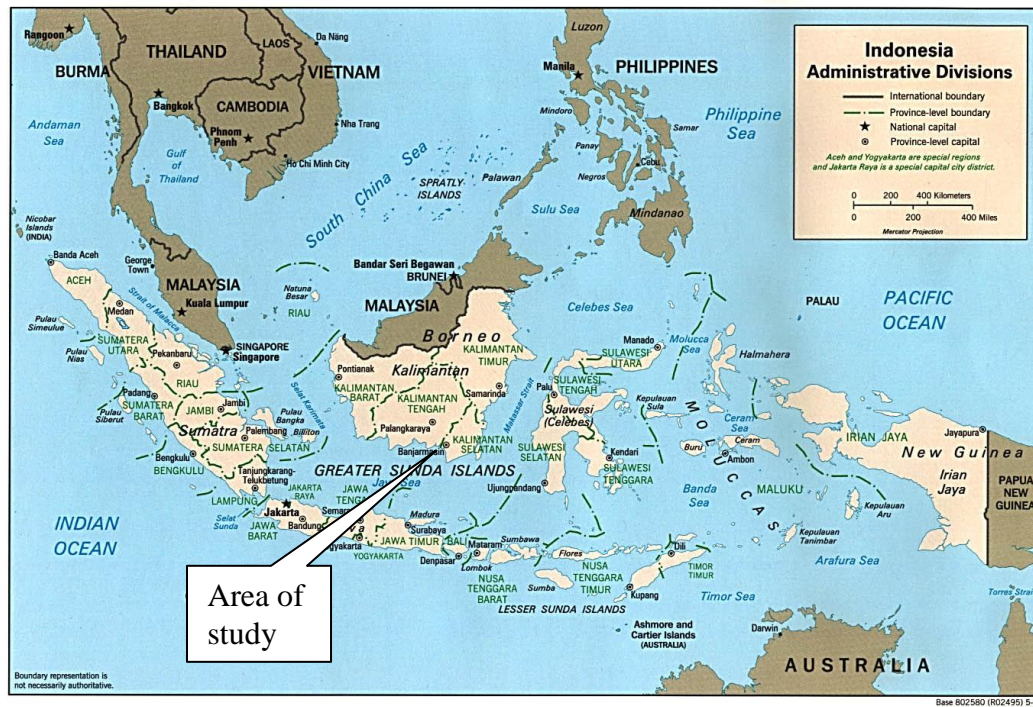 Indonesia
Administrative Divisions
International boundary
Province-level boundary
National capital
Province-level capital
Aceh and Yogyakarta are special regions
and Jakarta Raya is a special capital city district.
0 200 400 Kilometers
0 200 400 Miles
Mercator Projection
Rangoon
THAILAND
LAOS
Da Nang
BURMA
VIETNAM
Bangkok
CAMBODIA
Phnom
Penh
Nha Trang
Ho Chi Minh City
Andaman
Sea
Gulf
of
Thailand
South China Sea
SPRATLY
ISLANDS
Luzon
Manila
PHILIPPINES
Mindoro
Philippine
Sea
Samar
Panay
Cebu
Negros
Palawan
Sulu Sea
Mindanao
Nicobar
Islands
(INDIA)
Banda Aceh
George
Town
ACEH
Medan
MALAYSIA
Kuala Lumpur
Strait of Malacca
Natuna
Besar
RIAU
Bandar Seri Begawan
BRUNEI
MALAYSIA
Celebes Sea
PALAU
PACIFIC
OCEAN
Pulau
Simeulue
Pulau
Nias
SUMATERA
UTARA
SINGAPORE
Singapore
Pekanbaru
RIAU
Padang
SUMATERA
BARAT
Pulau
Siberut
JAMBI
Jambi
Sumatra
Palembang
SUMATERA
SELATAN
Pulau
Bangka
Billiton
Selat Karimata
Bengkulu
BENGKULU
Tanjungkarang-
Telukbetung
LAMPUNG
Selat
Sunda
Borneo
Pontianak
Kalimantan
KALIMANTAN
TIMUR
KALIMANTAN
BARAT
KALIMANTAN
TENGAH
Samarinda
Palangkaraya
KALIMANTAN
SELATAN
Banjarmasin
Makassar Strait
Manado
SULAWESI
UTARA
Palu
SULAWESI
TENGAH
Sulawesi
(Celebes)
SULAWESI
SELATAN
Kendari
SULAWESI
TENGGARA
Ujungpandang
Molucca
Sea
Halmahera
Kepulauan
Sula
MOLUCCAS
Ceram
Sea
Buru
Ceram
Ambon
IRIAN JAYA
Jayapura
New Guinea
Irian
Jaya
PAPUA
NEW
GUINEA
Banda
Sea
MALUKU
Kepulauan
Aru
Kepulauan
Tanimbar
Arafura Sea
GREATER SUNDA ISLANDS
JAKARTA
RAYA
Jakarta
JAWA
BARAT
Bandung
JAWA
YOGYAKARTA
Madura
Surabaya
JAWA TIMUR
BALI
Denpasar
Mataram
Lombok
Sumbawa
NUSA
TENGGARA
BARAT
Flores
Sumba
NUSA
TENGGARA
TIMUR
LESSER SUNDA ISLANDS
Dili
TIMOR
TIMUR
Kupang
Timor Sea
INDIAN
OCEAN
Area of
study
Ashmore and
Cartier Islands
(AUSTRALIA)
Darwin
AUSTRALIA
Boundary representation is
not necessarily authoritative.